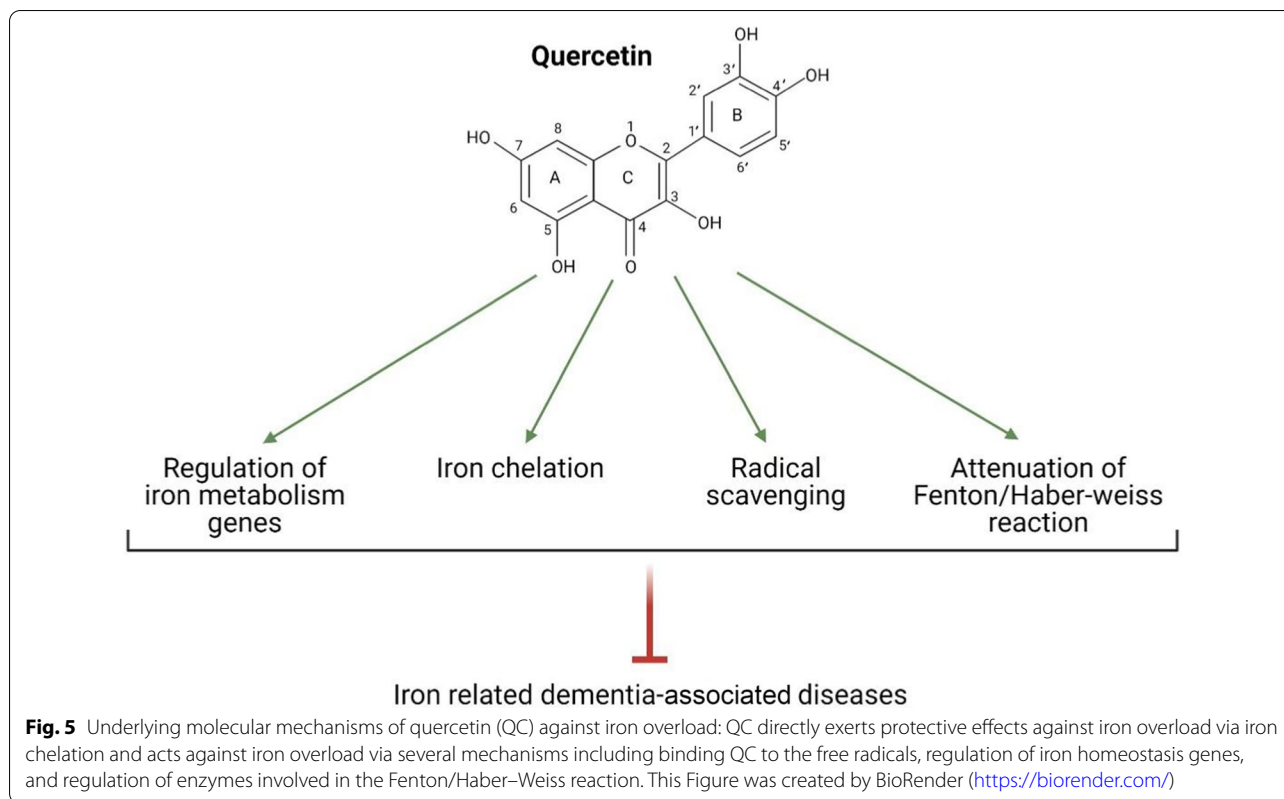 Quercetin
OH
3′
OH
4′
2′
B
1′
5′
6′
HO
7
8
1
O
2
A
C
6
3
5
4
OH
OH
O
Regulation of
iron metabolism
genes
Iron chelation
Radical
scavenging
Attenuation of
Fenton/Haber-weiss
reaction
Iron related dementia-associated diseases
Fig. 5 Underlying molecular mechanisms of quercetin (QC) against iron overload: QC directly exerts protective effects against iron overload via iron
chelation and acts against iron overload via several mechanisms including binding QC to the free radicals, regulation of iron homeostasis genes,
and regulation of enzymes involved in the Fenton/Haber–Weiss reaction. This Figure was created by BioRender (https://biorender.com/)